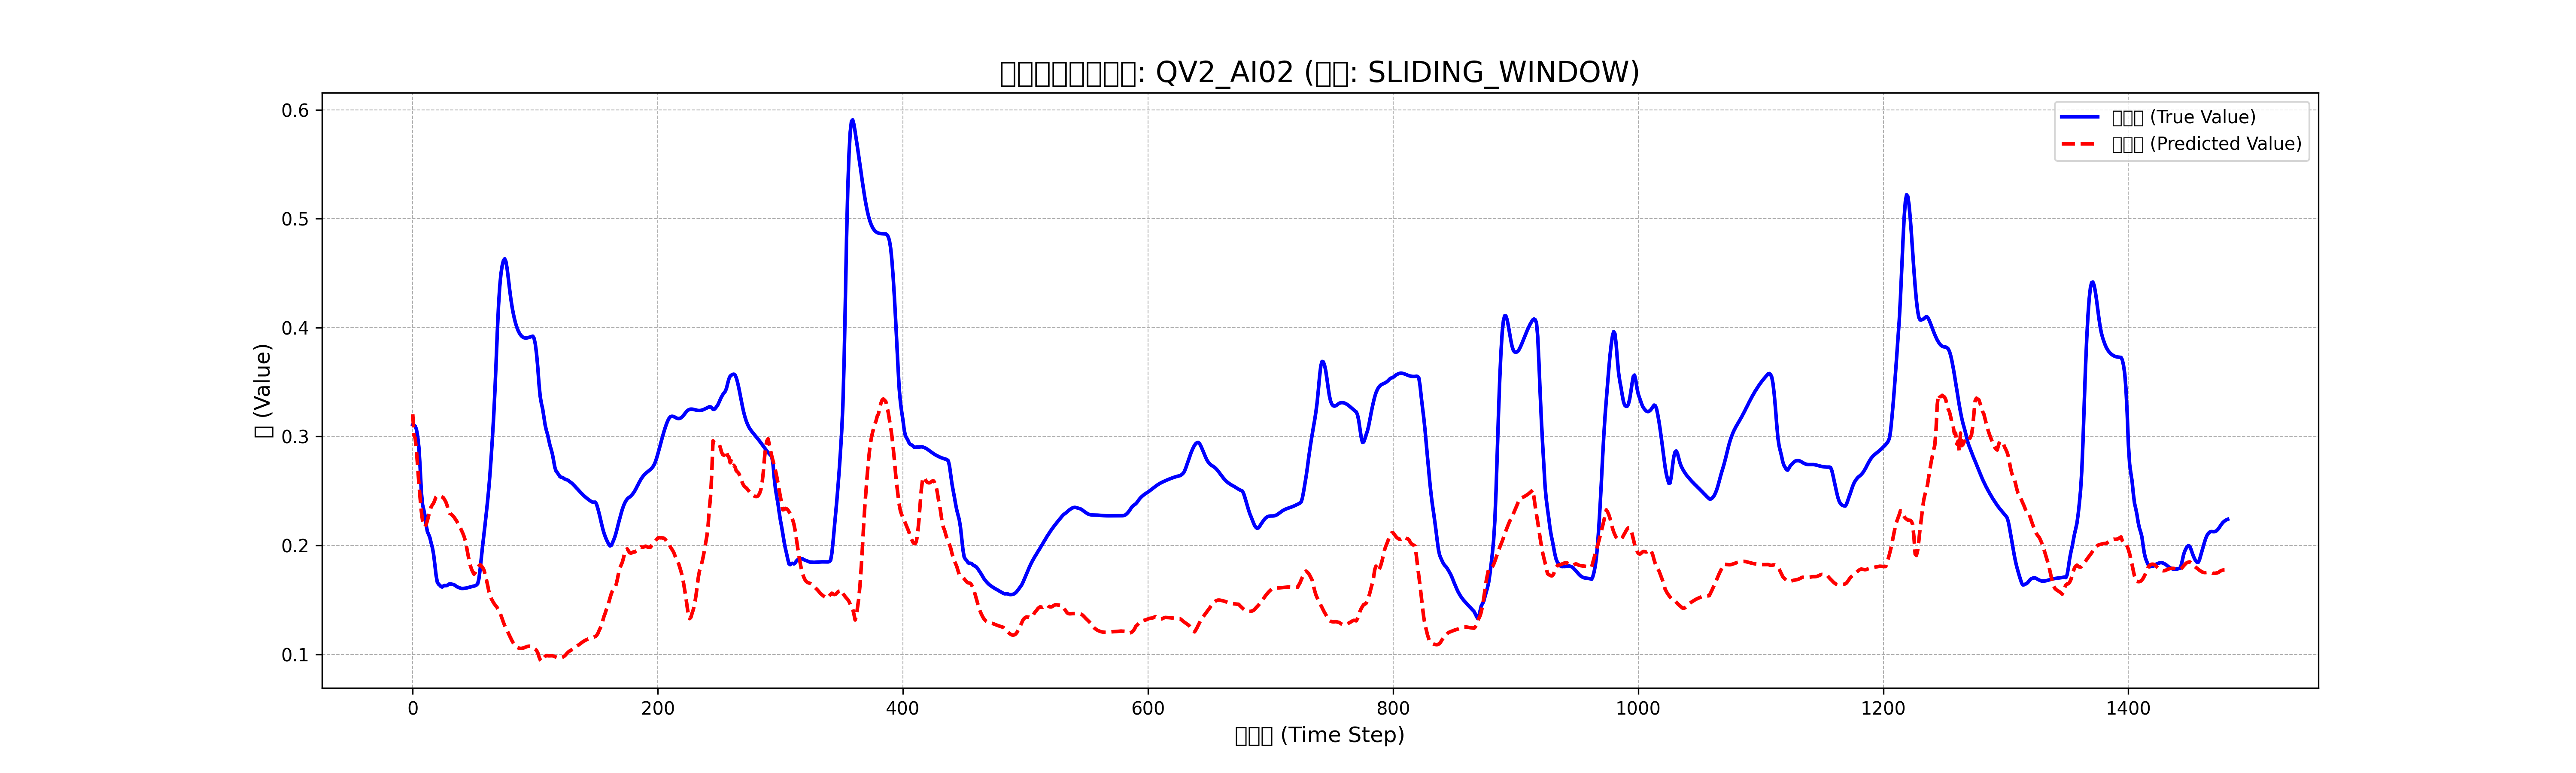 : QV2_AI02 (: SLIDING_WINDOW)
(True Value)
(Predicted Value)
0.6
0.5
0.4
0.3
0.2
0.1
(Value)
0 200 400 600 800 1000 1200 1400
(Time Step)